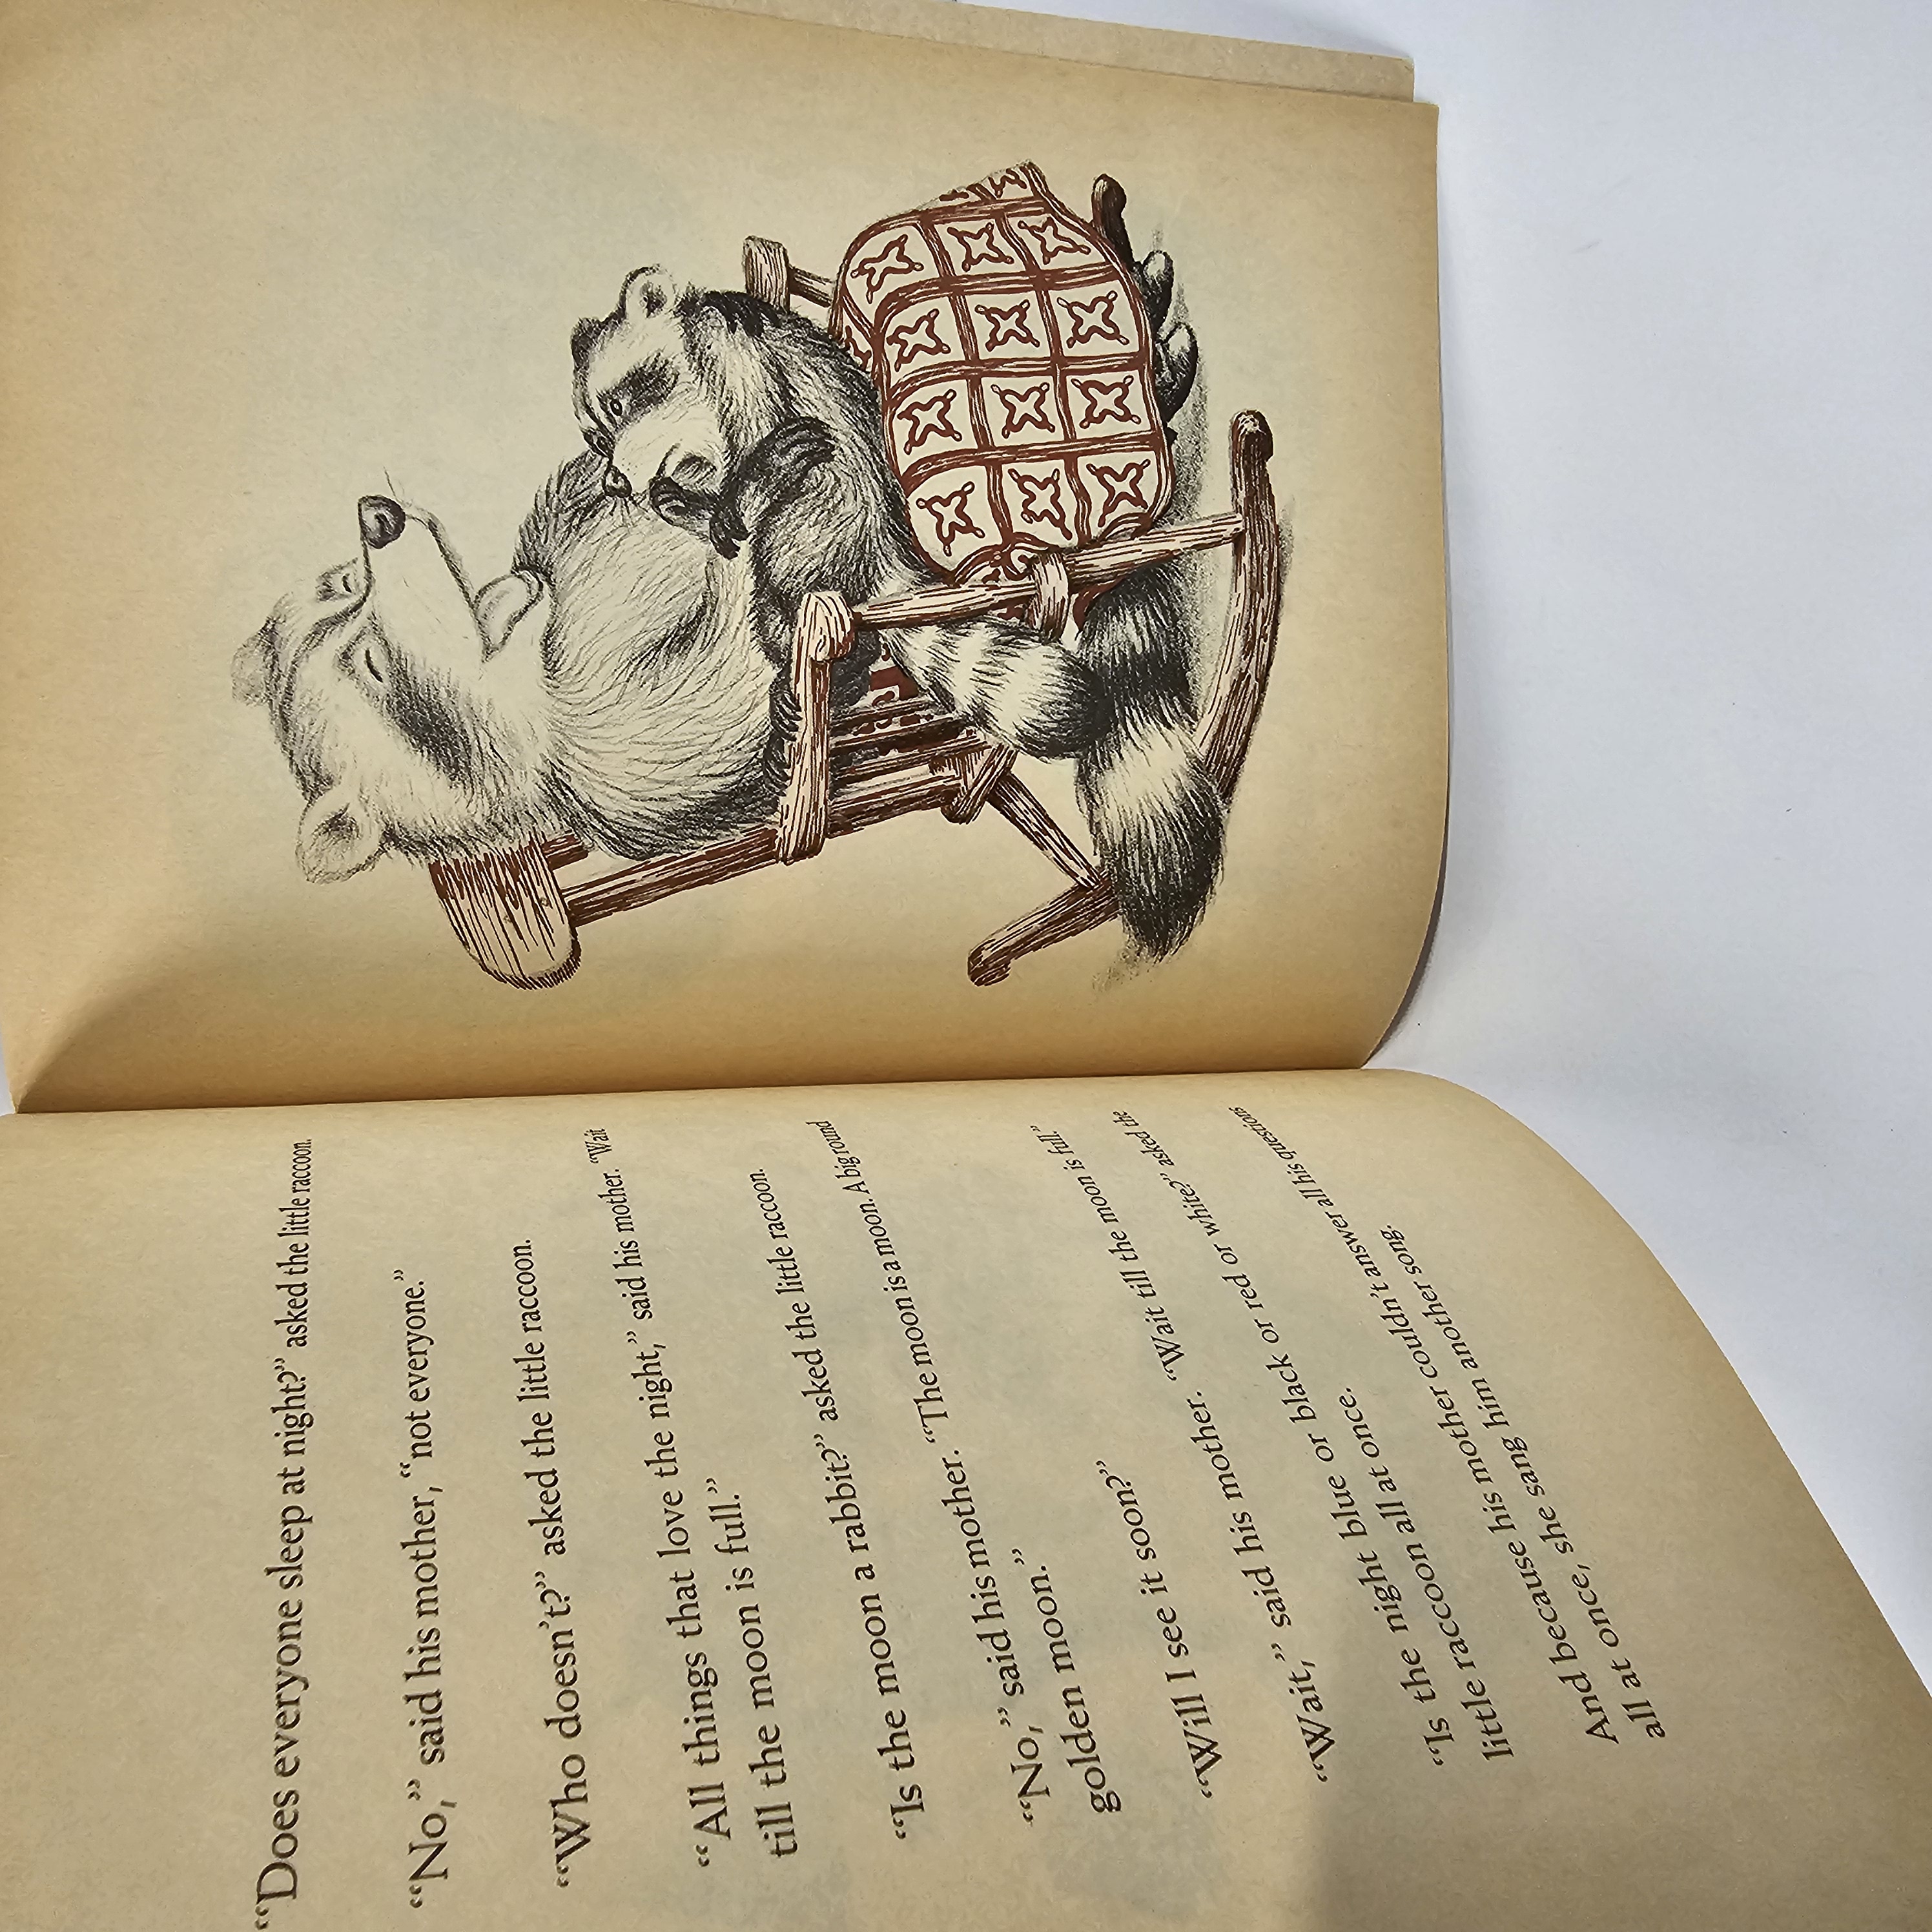 “Does everyone sleep at night?” asked the little raccoon.
“No,” said his mother, “not everyone.”
“Who doesn’t?” asked the little raccoon.
“All things that love the night,” said his mother. “Wait
till the moon is full.”
“Is the moon a rabbit?” asked the little raccoon.
“No,” said his mother. “The moon is a moon. A big round
golden moon.”
“Will I see it soon?”
“Wait,” said his mother. “Wait till the moon is full.”
“Is the night blue or black or red or white?” asked the
little raccoon all at once.
And because his mother couldn’t answer all his questions
all at once, she sang him another song.